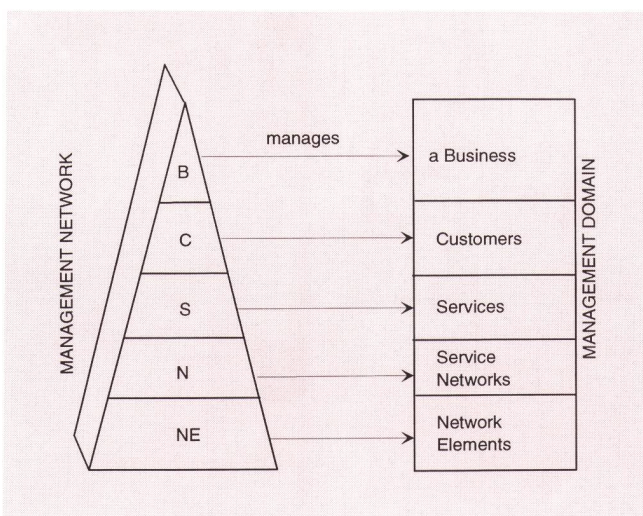 MANAGEMENT NETWORK
B
C
S
N
NE
manages
a Business
Customers
Services
Service
Networks
Network
Elements
MANAGEMENT DOMAIN